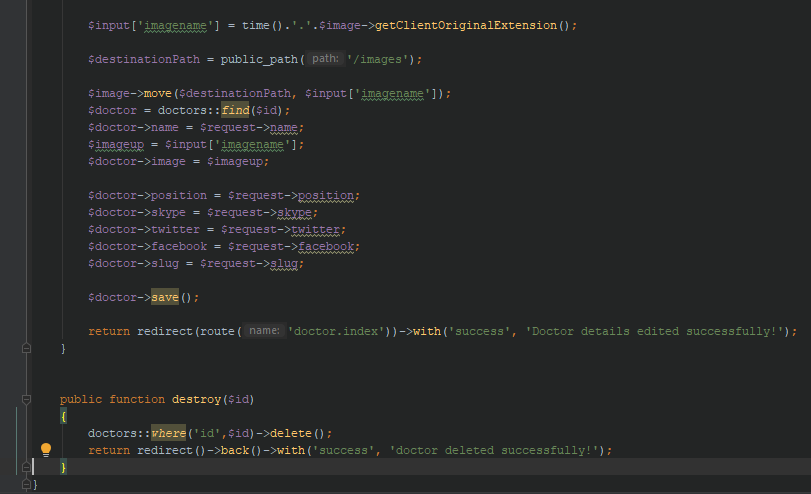 $input['imagename'] = time().'.'.$image->getClientOriginalExtension();
$destinationPath = public_path( path: '/images');
$image->move($destinationPath, $input['imagename']);
$doctor = doctors::find($id);
$doctor->name = $request->name;
$imageup = $input['imagename'];
$doctor->image = $imageup;
$doctor->position = $request->position;
$doctor->skype = $request->skype;
$doctor->twitter = $request->twitter;
$doctor->facebook = $request->facebook;
$doctor->slug = $request->slug;
$doctor->save();
return redirect(route( name: 'doctor.index'))->with('success', 'Doctor details edited successfully!');
}
public function destroy($id)
{
doctors::where('id',$id)->delete();
return redirect()->back()->with('success', 'doctor deleted successfully!');
}
}